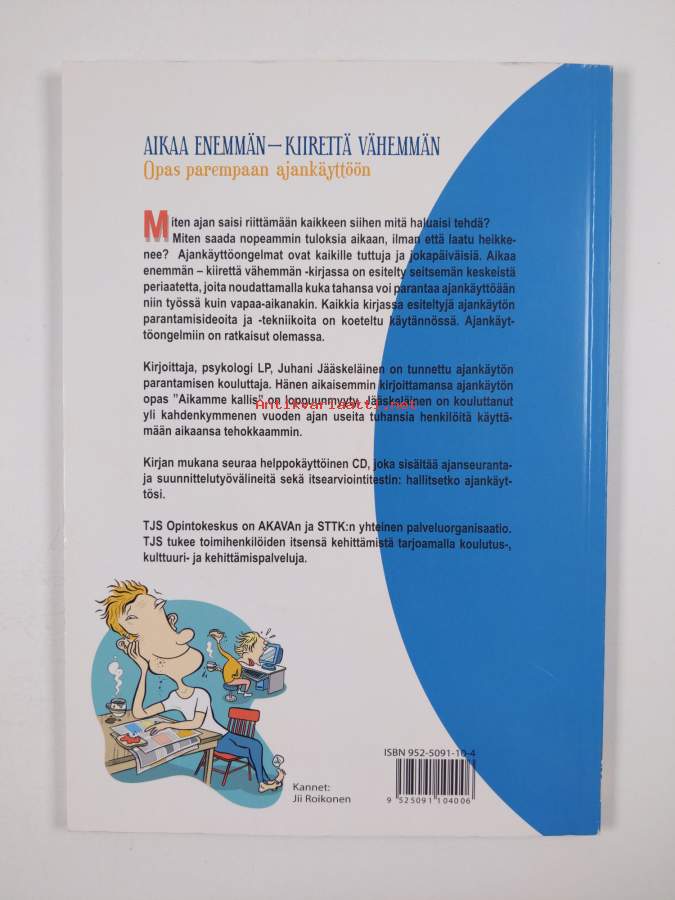 AIKAA ENEMMÄN—KIIRETTÄ VÄHEMMÄN
Opas parempaan ajankäyttöön
Miten ajan saisi riittämään kaikkeen siihen mitä haluaisi tehdä?
Miten saada nopeammin tuloksia aikaan, ilman että laatu heikke-
nee? Ajankäyttöongelmat ovat kaikille tuttuja ja jokapäiväisiä. Aikaa
enemmän – kiirettä vähemmän -kirjassa on esitelty seitsemän keskeistä
periaatetta, joita noudattamalla kuka tahansa voi parantaa ajankäyttöään
niin työssä kuin vapaa-aikanakin. Kaikkia kirjassa esiteltyjä ajankäytön
parantamisideoita ja -tekniikoita on koeteltu käytännössä. Ajankäyt-
töongelmiin on ratkaisut olemassa.
Kirjoittaja, psykologi LP, Juhani Jääskeläinen on tunnettu ajankäytön
parantamisen kouluttaja. Hänen aikaisemmin kirjoittamansa ajankäytön
opas ”Aikamme kallis” on loppuunmyyty. Jääskeläinen on kouluttanut
Antikvariaatti.net
yli kahdenkymmenen vuoden ajan useita tuhansia henkilöitä käyttä-
mään aikaansa tehokkaammin.
Kirjan mukana seuraa helppokäyttöinen CD, joka sisältää ajanseuranta-
ja suunnittelutyövälineitä sekä itsearviointitestin: hallitsetko ajankäyt-
tösi.
TJS Opintokeskus on AKAVAn ja STTK:n yhteinen palveluorganisaatio.
TJS tukee toimihenkilöiden itsensä kehittämistä tarjoamalla koulutus-,
kulttuuri- ja kehittämispalveluja.
ISBN 952-5091-10-4
9 525091 104006
Kannet:
Jii Roikonen